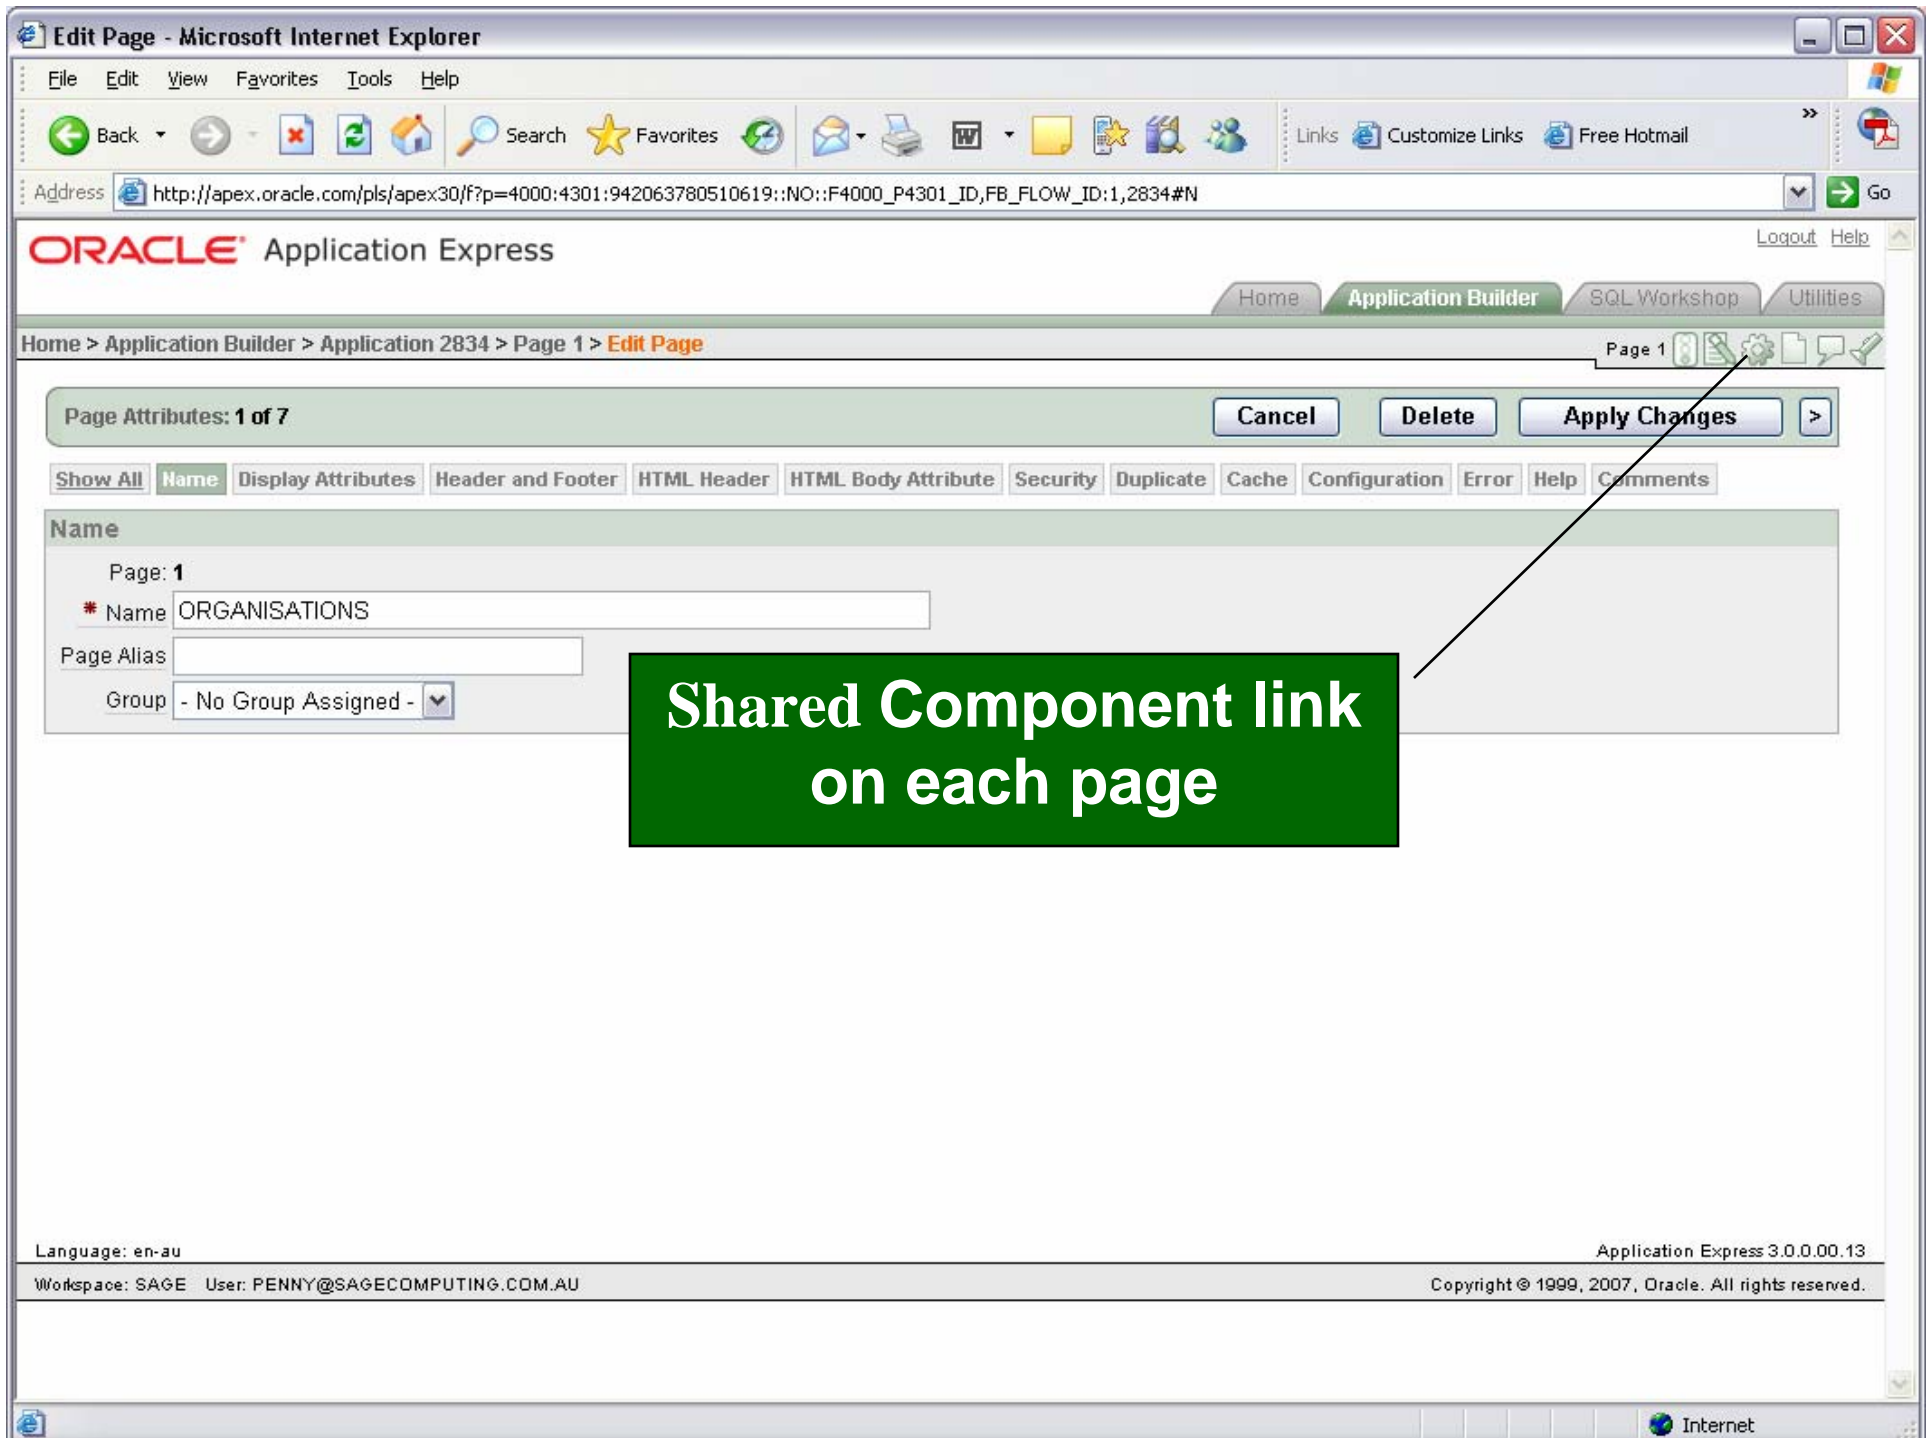 Edit Page - Microsoft Internet Explorer
File Edit View Favorites Tools Help
Back Search Favorites Links Customize Links Free Hotmail »
Address http://apex.oracle.com/pls/apex30/f?p=4000:4301:942063780510619::NO::F4000_P4301_ID,FB_FLOW_ID:1,2834#N Go
ORACLE Application Express Logout Help
Home Application Builder SQL Workshop Utilities
Home > Application Builder > Application 2834 > Page 1 > Edit Page Page 1
Page Attributes: 1 of 7 Cancel Delete Apply Changes >
Show All Name Display Attributes Header and Footer HTML Header HTML Body Attribute Security Duplicate Cache Configuration Error Help Comments
Name
Page: 1
* Name ORGANISATIONS
Page Alias
Group - No Group Assigned -
Shared Component link
on each page
Language: en-au Application Express 3.0.0.00.13
Workspace: SAGE User: PENNY@SAGECOMPUTING.COM.AU Copyright © 1999, 2007, Oracle. All rights reserved.
Internet